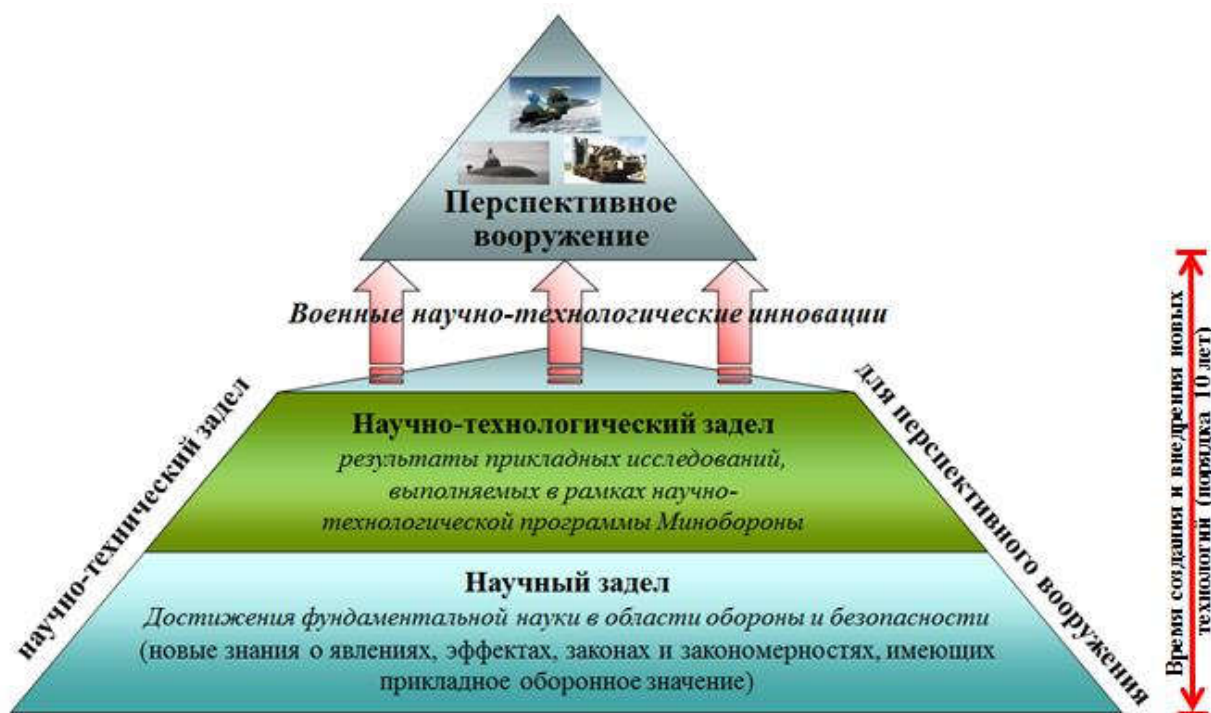 Перспективное
вооружение
Военные научно-технологические инновации
научно-технический задел
для перспективного вооружения
Научно-технологический задел
результаты прикладных исследований,
выполняемых в рамках научно-
технологической программы Минобороны
Научный задел
Достижения фундаментальной науки в области обороны и безопасности
(новые знания о явлениях, эффектах, законах и закономерностях, имеющих
прикладное оборонное значение)
Время создания и внедрения новых
технологий (порядка 10 лет)